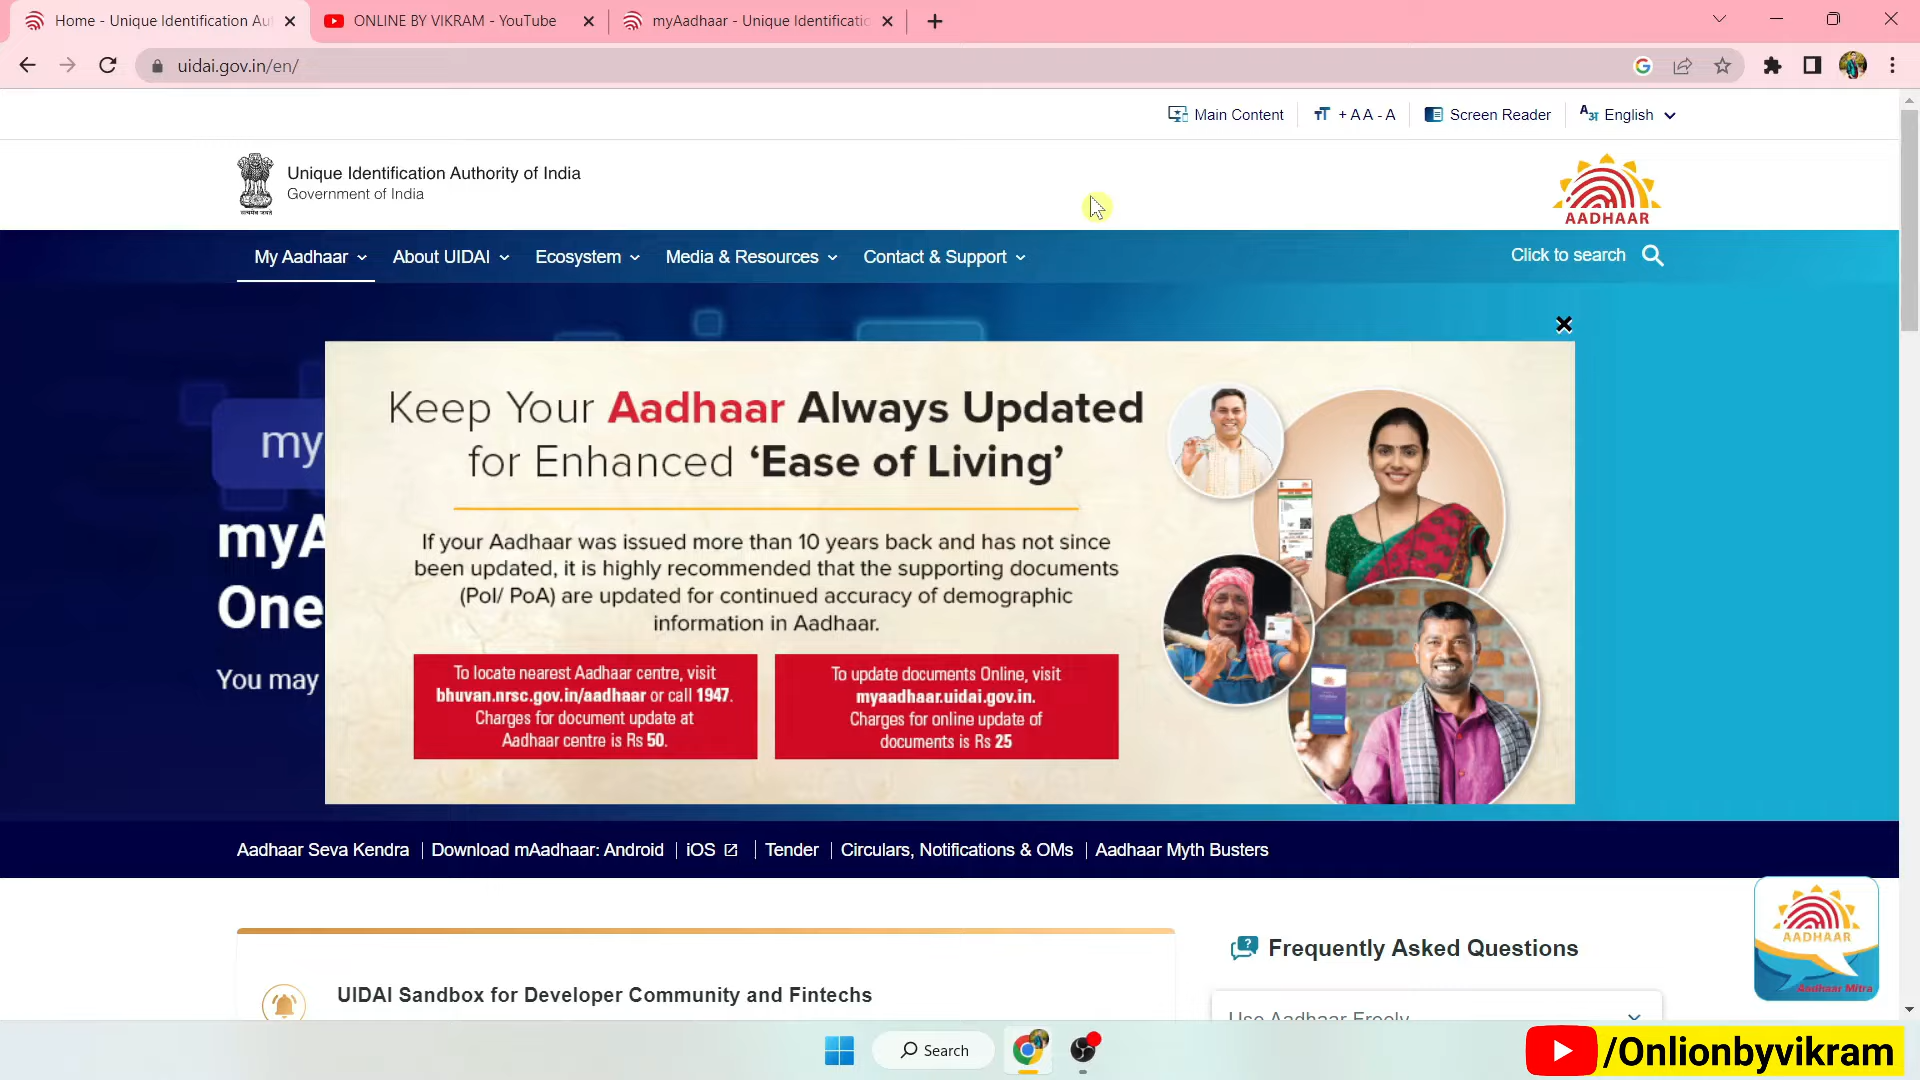 Home - Unique Identification Au
ONLINE BY VIKRAM - YouTube
myAadhaar - Unique Identificatio
uidai.gov.in/en/
Main Content
+ A A - A
Screen Reader
English
Unique Identification Authority of India
Government of India
सत्यमेव जयते
AADHAAR
My Aadhaar
About UIDAI
Ecosystem
Media & Resources
Contact & Support
Click to search
my
myA
One
You may
Keep Your Aadhaar Always Updated
for Enhanced ‘Ease of Living’
If your Aadhaar was issued more than 10 years back and has not since
been updated, it is highly recommended that the supporting documents
(PoI/ PoA) are updated for continued accuracy of demographic
information in Aadhaar.
To locate nearest Aadhaar centre, visit
bhuvan.nrsc.gov.in/aadhaar or call 1947.
Charges for document update at
Aadhaar centre is Rs 50.
To update documents Online, visit
myaadhaar.uidai.gov.in.
Charges for online update of
documents is Rs 25
Aadhaar Seva Kendra
Download mAadhaar: Android
iOS
Tender
Circulars, Notifications & OMs
Aadhaar Myth Busters
UIDAI Sandbox for Developer Community and Fintechs
Frequently Asked Questions
Use Aadhaar Freely
AADHAAR
Aadhaar Mitra
Search
/Onlionbyvikram